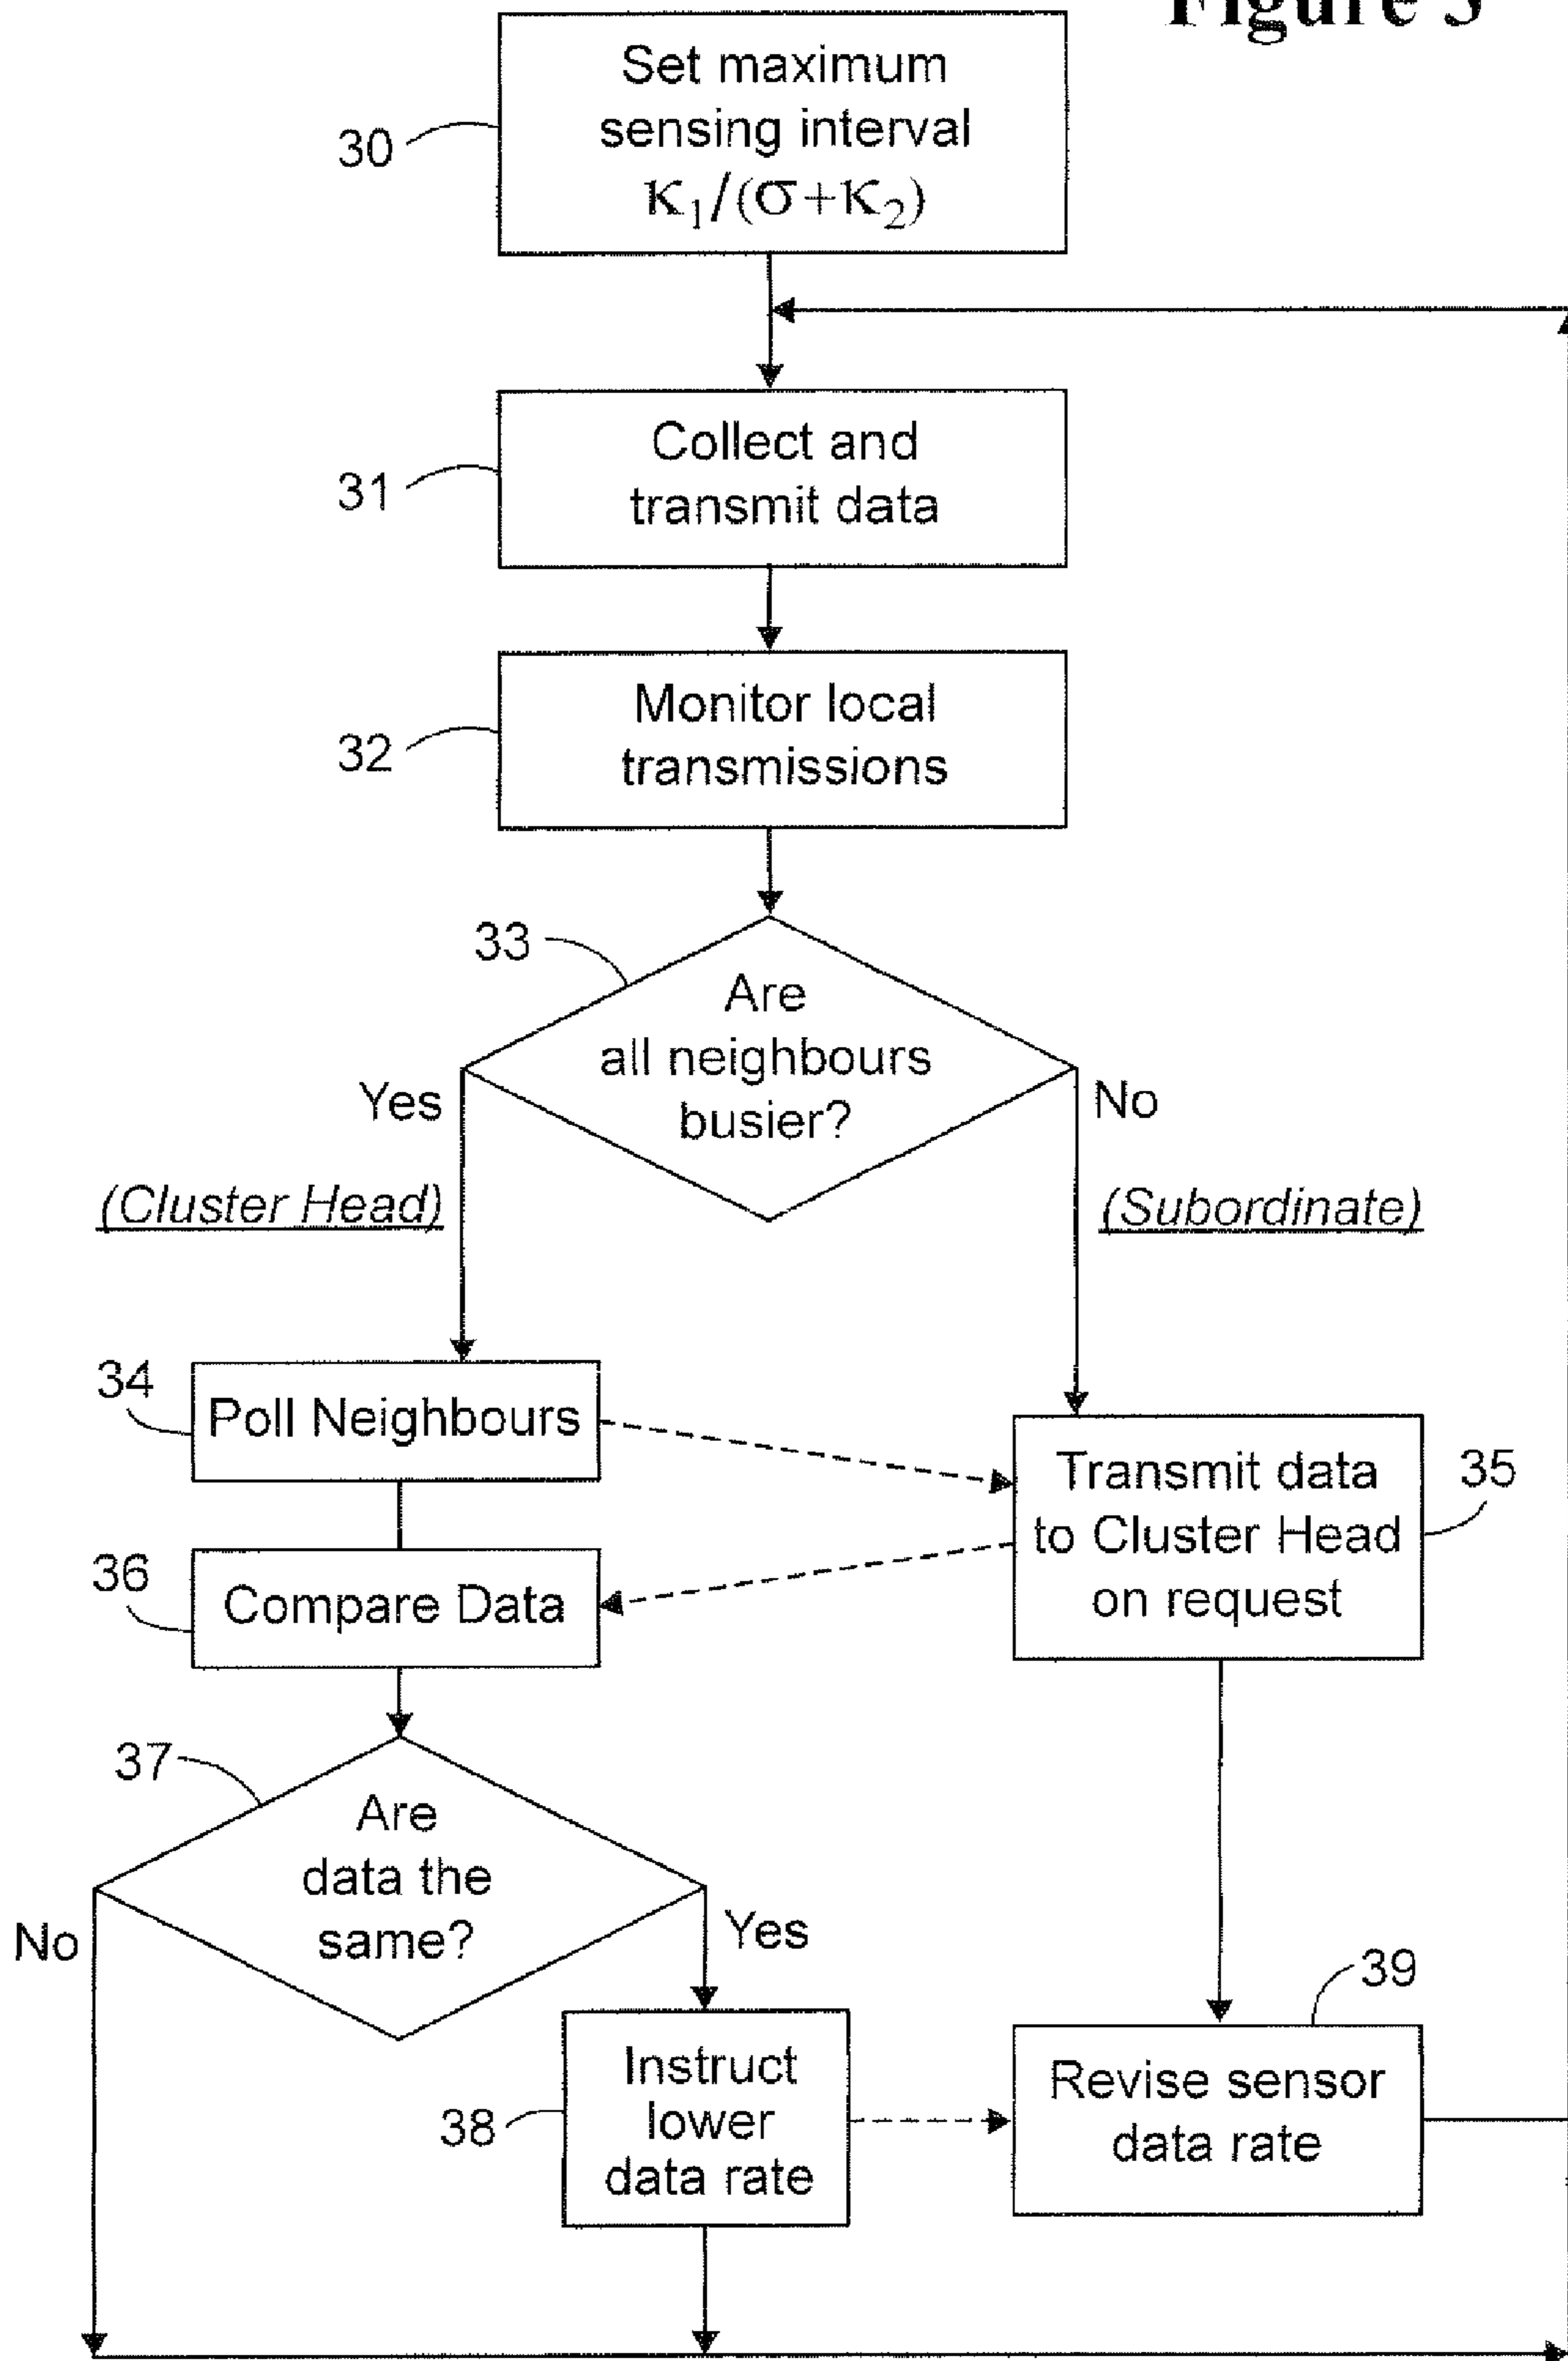 Figure 3
Set maximum
sensing interval
κ₁/(σ+κ₂)
30
Collect and
transmit data
31
Monitor local
transmissions
32
33
Are
all neighbours
busier?
Yes
No
(Cluster Head)
(Subordinate)
34
Poll Neighbours
Transmit data
to Cluster Head
on request
35
36
Compare Data
37
Are
data the
same?
No
Yes
39
Instruct
lower
data rate
38
Revise sensor
data rate